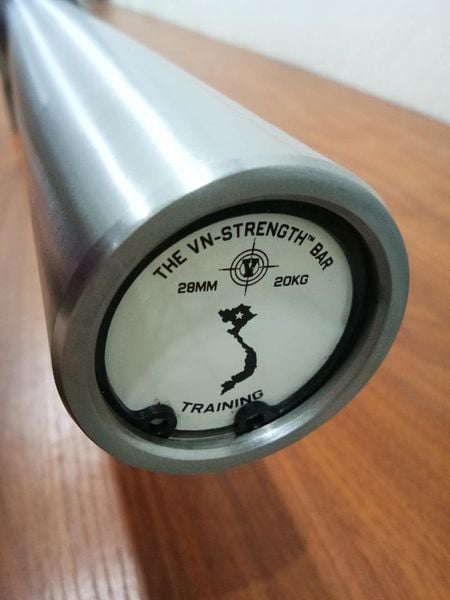 THE VN-STRENGTH™ BAR
V
28MM 20KG
TRAINING